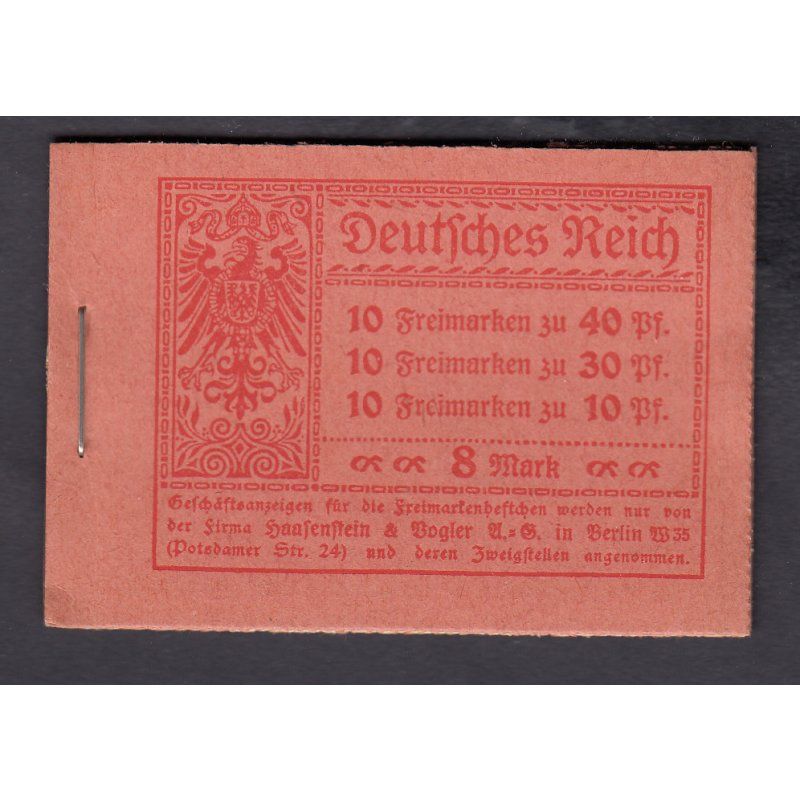 Deutsches Reich
10 Freimarken zu 40 Pf.
10 Freimarken zu 30 Pf.
10 Freimarken zu 10 Pf.
8 Mark
Geschäftsanzeigen für die Freimarkenheftchen werden nur von
der Firma Haasenstein & Vogler A.=G. in Berlin W35
(Potsdamer Str. 24) und deren Zweigstellen angenommen.